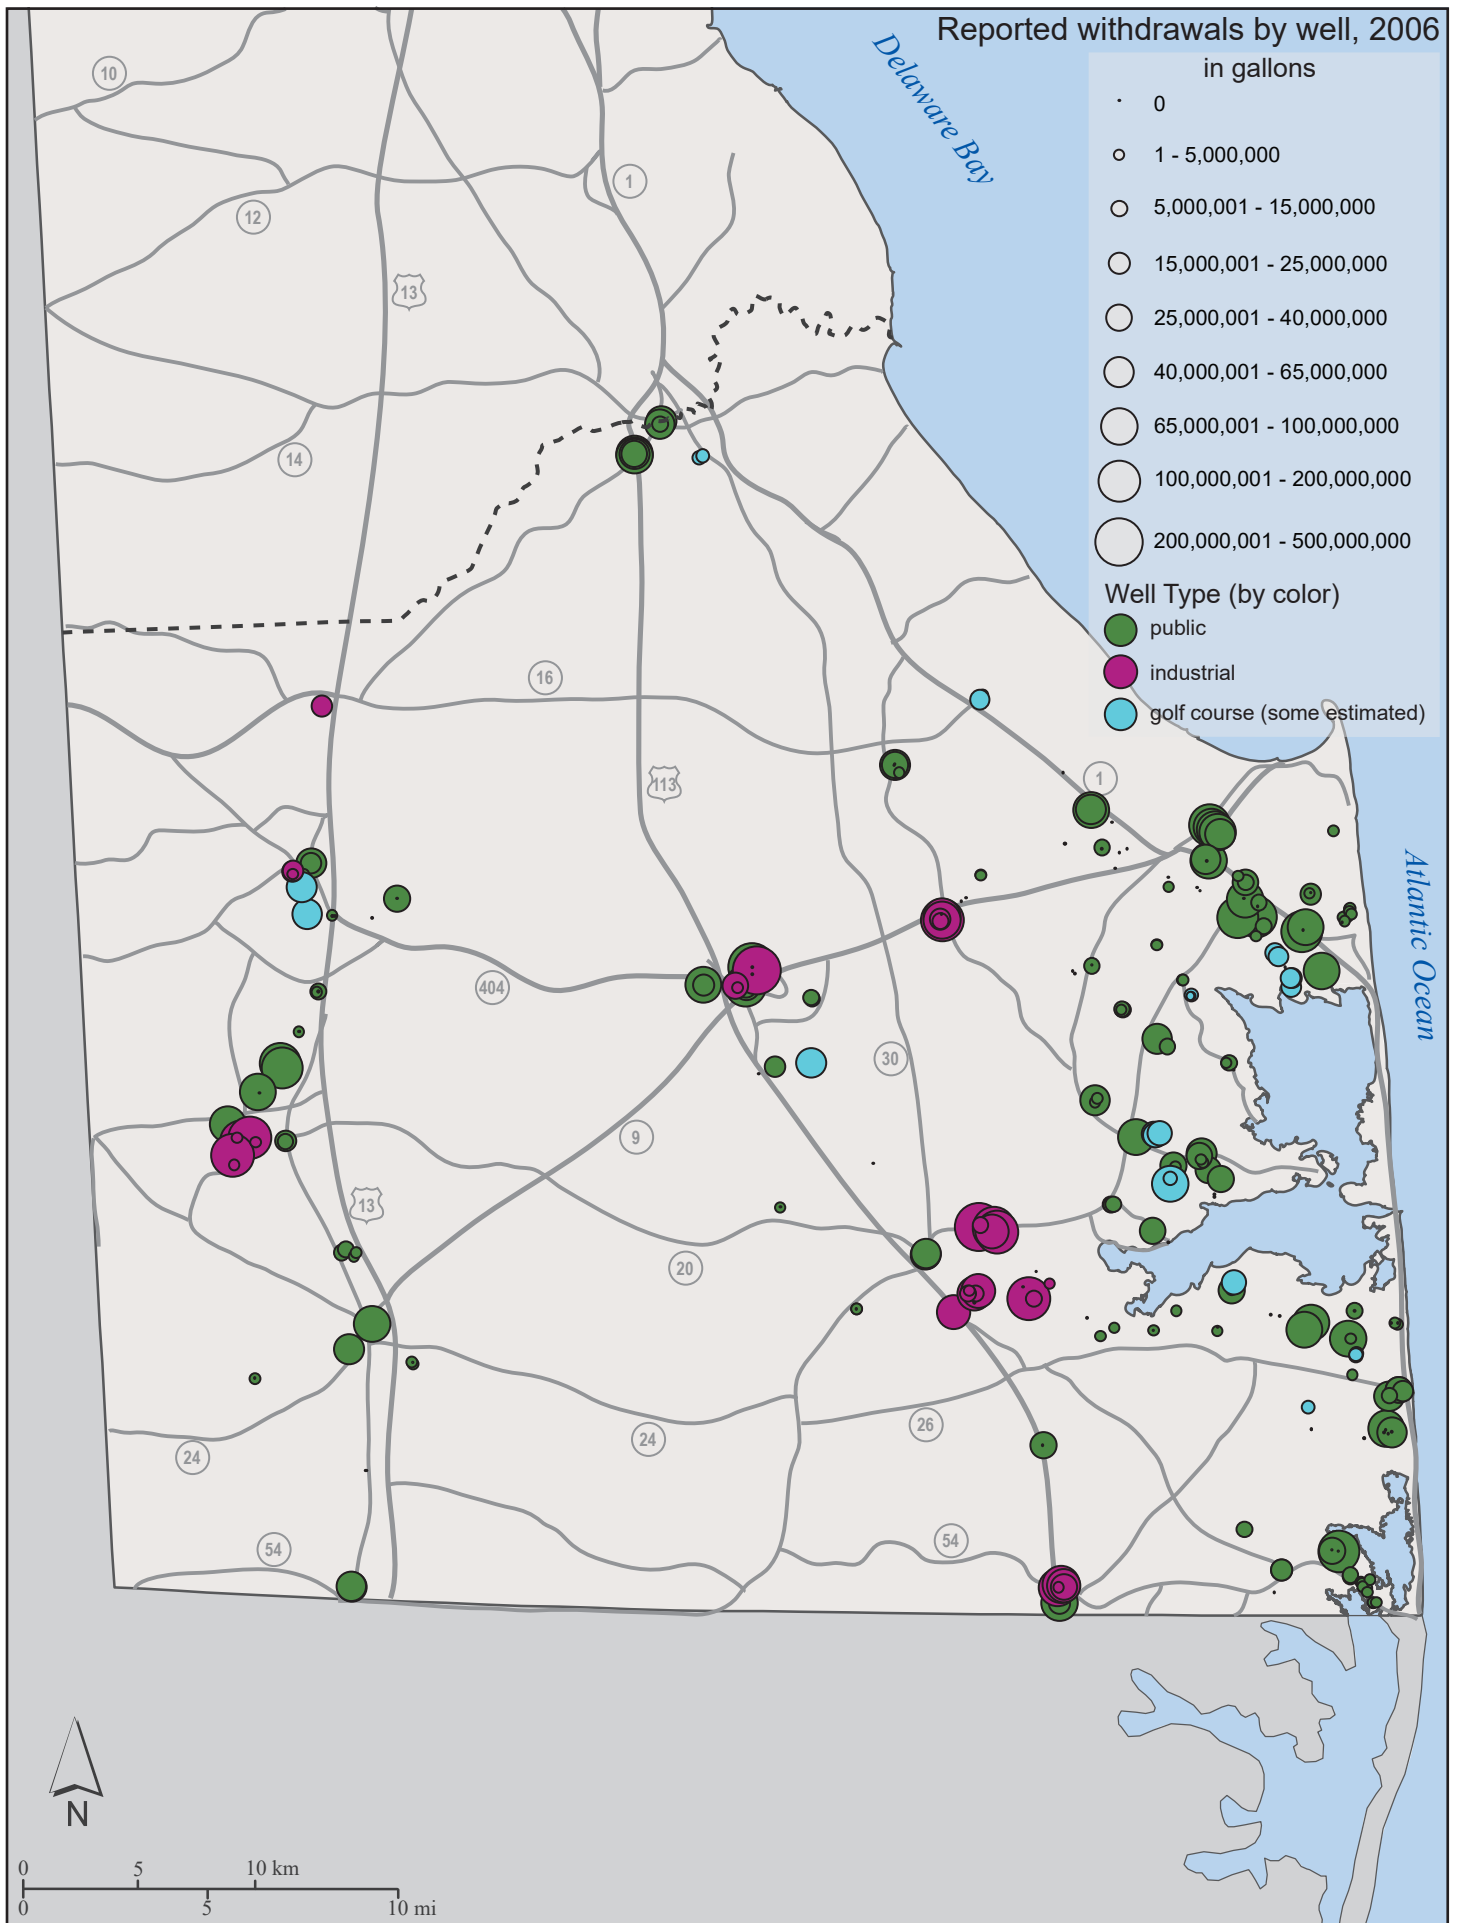 Reported withdrawals by well, 2006
in gallons
0
1 - 5,000,000
5,000,001 - 15,000,000
15,000,001 - 25,000,000
25,000,001 - 40,000,000
40,000,001 - 65,000,000
65,000,001 - 100,000,000
100,000,001 - 200,000,000
200,000,001 - 500,000,000
Well Type (by color)
public
industrial
golf course (some estimated)
Delaware Bay
Atlantic Ocean
10
1
12
13
14
16
113
1
404
30
9
13
20
26
24
24
54
54
N
0
5
10 km
0
5
10 mi